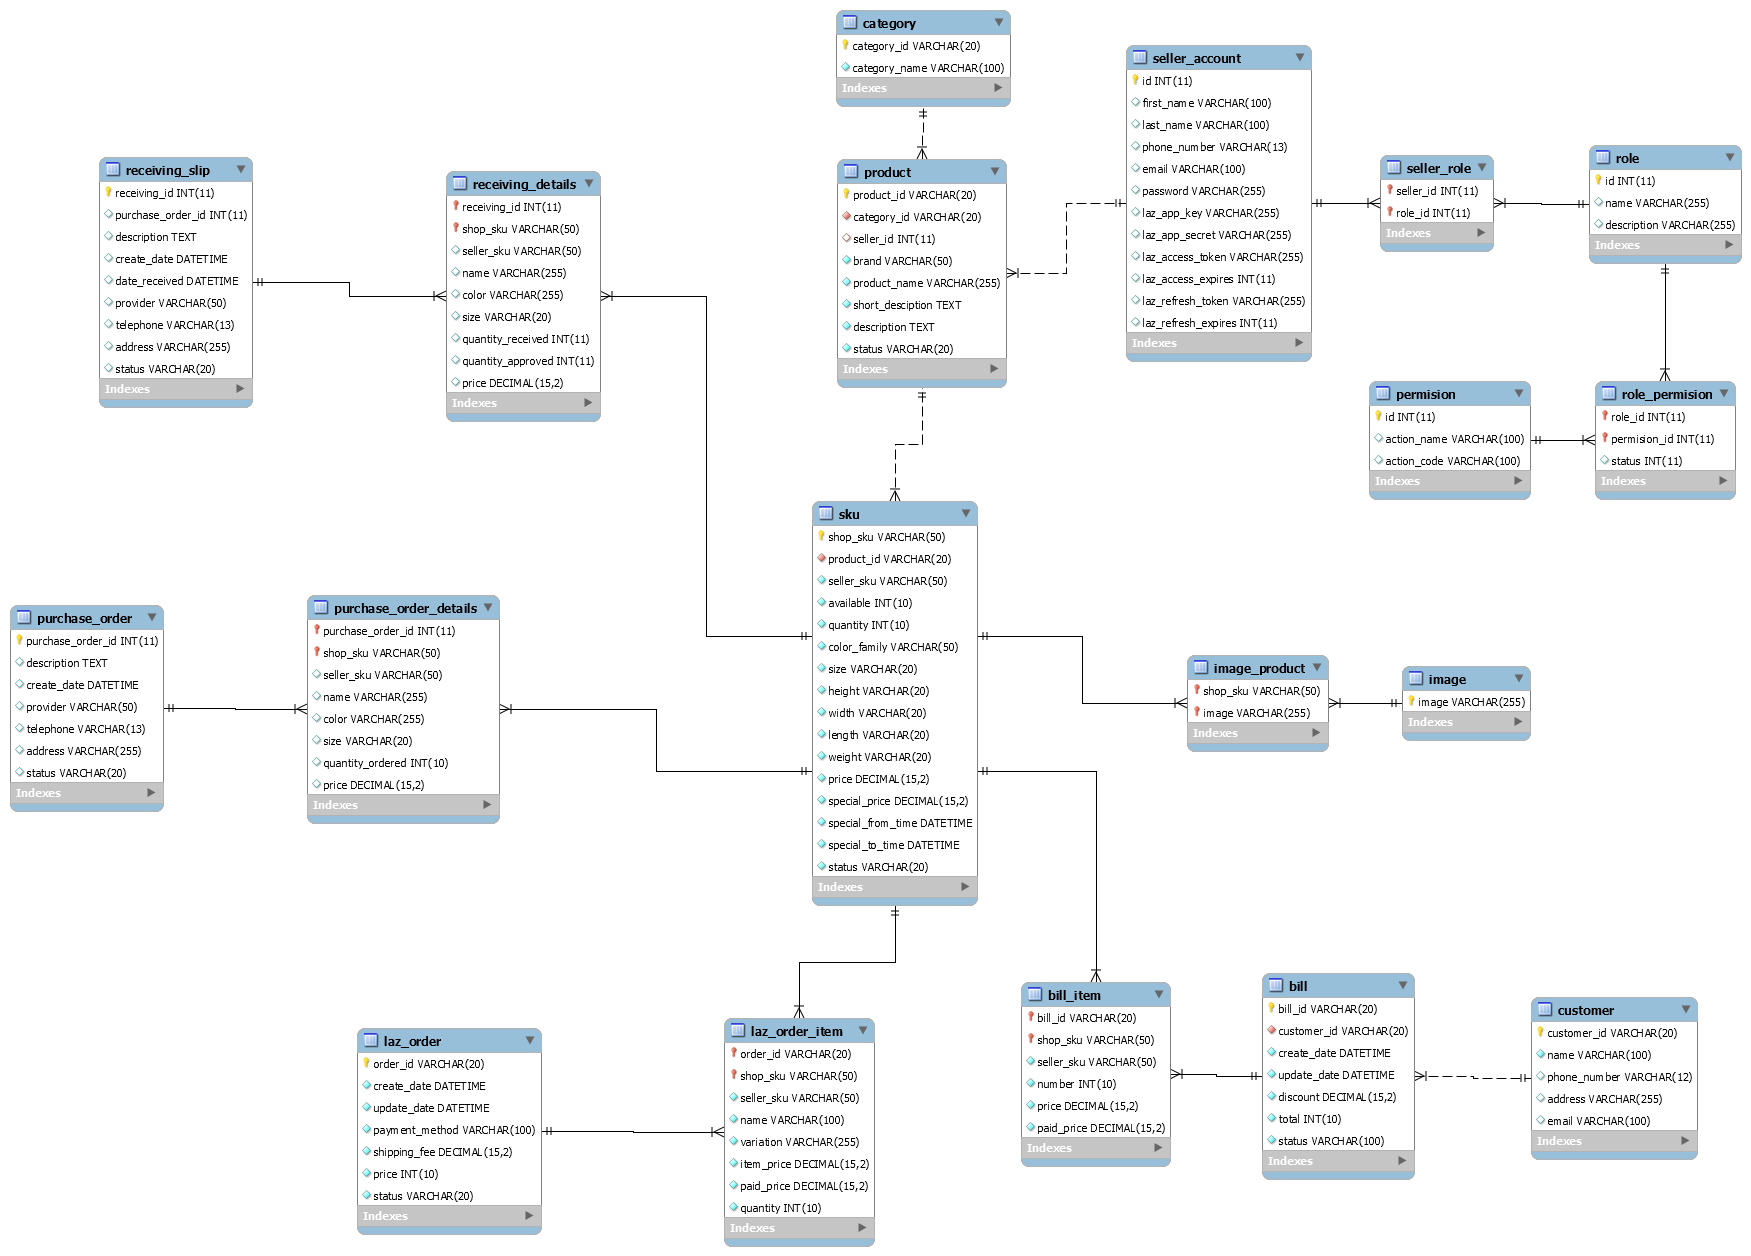 category
category_id VARCHAR(20)
category_name VARCHAR(100)
Indexes
seller_account
id INT(11)
first_name VARCHAR(100)
last_name VARCHAR(100)
phone_number VARCHAR(13)
email VARCHAR(100)
password VARCHAR(255)
laz_app_key VARCHAR(255)
laz_app_secret VARCHAR(255)
laz_access_token VARCHAR(255)
laz_access_expires INT(11)
laz_refresh_token VARCHAR(255)
laz_refresh_expires INT(11)
Indexes
receiving_slip
receiving_id INT(11)
purchase_order_id INT(11)
description TEXT
create_date DATETIME
date_received DATETIME
provider VARCHAR(50)
telephone VARCHAR(13)
address VARCHAR(255)
status VARCHAR(20)
Indexes
receiving_details
receiving_id INT(11)
shop_sku VARCHAR(50)
seller_sku VARCHAR(50)
name VARCHAR(255)
color VARCHAR(255)
size VARCHAR(20)
quantity_received INT(11)
quantity_approved INT(11)
price DECIMAL(15,2)
Indexes
product
product_id VARCHAR(20)
category_id VARCHAR(20)
seller_id INT(11)
brand VARCHAR(50)
product_name VARCHAR(255)
short_desciption TEXT
description TEXT
status VARCHAR(20)
Indexes
seller_role
seller_id INT(11)
role_id INT(11)
Indexes
role
id INT(11)
name VARCHAR(255)
description VARCHAR(255)
Indexes
permision
id INT(11)
action_name VARCHAR(100)
action_code VARCHAR(100)
Indexes
role_permision
role_id INT(11)
permision_id INT(11)
status INT(11)
Indexes
sku
shop_sku VARCHAR(50)
product_id VARCHAR(20)
seller_sku VARCHAR(50)
available INT(10)
quantity INT(10)
color_family VARCHAR(50)
size VARCHAR(20)
height VARCHAR(20)
width VARCHAR(20)
length VARCHAR(20)
weight VARCHAR(20)
price DECIMAL(15,2)
special_price DECIMAL(15,2)
special_from_time DATETIME
special_to_time DATETIME
status VARCHAR(20)
Indexes
purchase_order
purchase_order_id INT(11)
description TEXT
create_date DATETIME
provider VARCHAR(50)
telephone VARCHAR(13)
address VARCHAR(255)
status VARCHAR(20)
Indexes
purchase_order_details
purchase_order_id INT(11)
shop_sku VARCHAR(50)
seller_sku VARCHAR(50)
name VARCHAR(255)
color VARCHAR(255)
size VARCHAR(20)
quantity_ordered INT(10)
price DECIMAL(15,2)
Indexes
image_product
shop_sku VARCHAR(50)
image VARCHAR(255)
Indexes
image
image VARCHAR(255)
Indexes
laz_order
order_id VARCHAR(20)
create_date DATETIME
update_date DATETIME
payment_method VARCHAR(100)
shipping_fee DECIMAL(15,2)
price INT(10)
status VARCHAR(20)
Indexes
laz_order_item
order_id VARCHAR(20)
shop_sku VARCHAR(50)
seller_sku VARCHAR(50)
name VARCHAR(100)
variation VARCHAR(255)
item_price DECIMAL(15,2)
paid_price DECIMAL(15,2)
quantity INT(10)
Indexes
bill_item
bill_id VARCHAR(20)
shop_sku VARCHAR(50)
seller_sku VARCHAR(50)
number INT(10)
price DECIMAL(15,2)
paid_price DECIMAL(15,2)
Indexes
bill
bill_id VARCHAR(20)
customer_id VARCHAR(20)
create_date DATETIME
update_date DATETIME
discount DECIMAL(15,2)
total INT(10)
status VARCHAR(100)
Indexes
customer
customer_id VARCHAR(20)
name VARCHAR(100)
phone_number VARCHAR(12)
address VARCHAR(255)
email VARCHAR(100)
Indexes